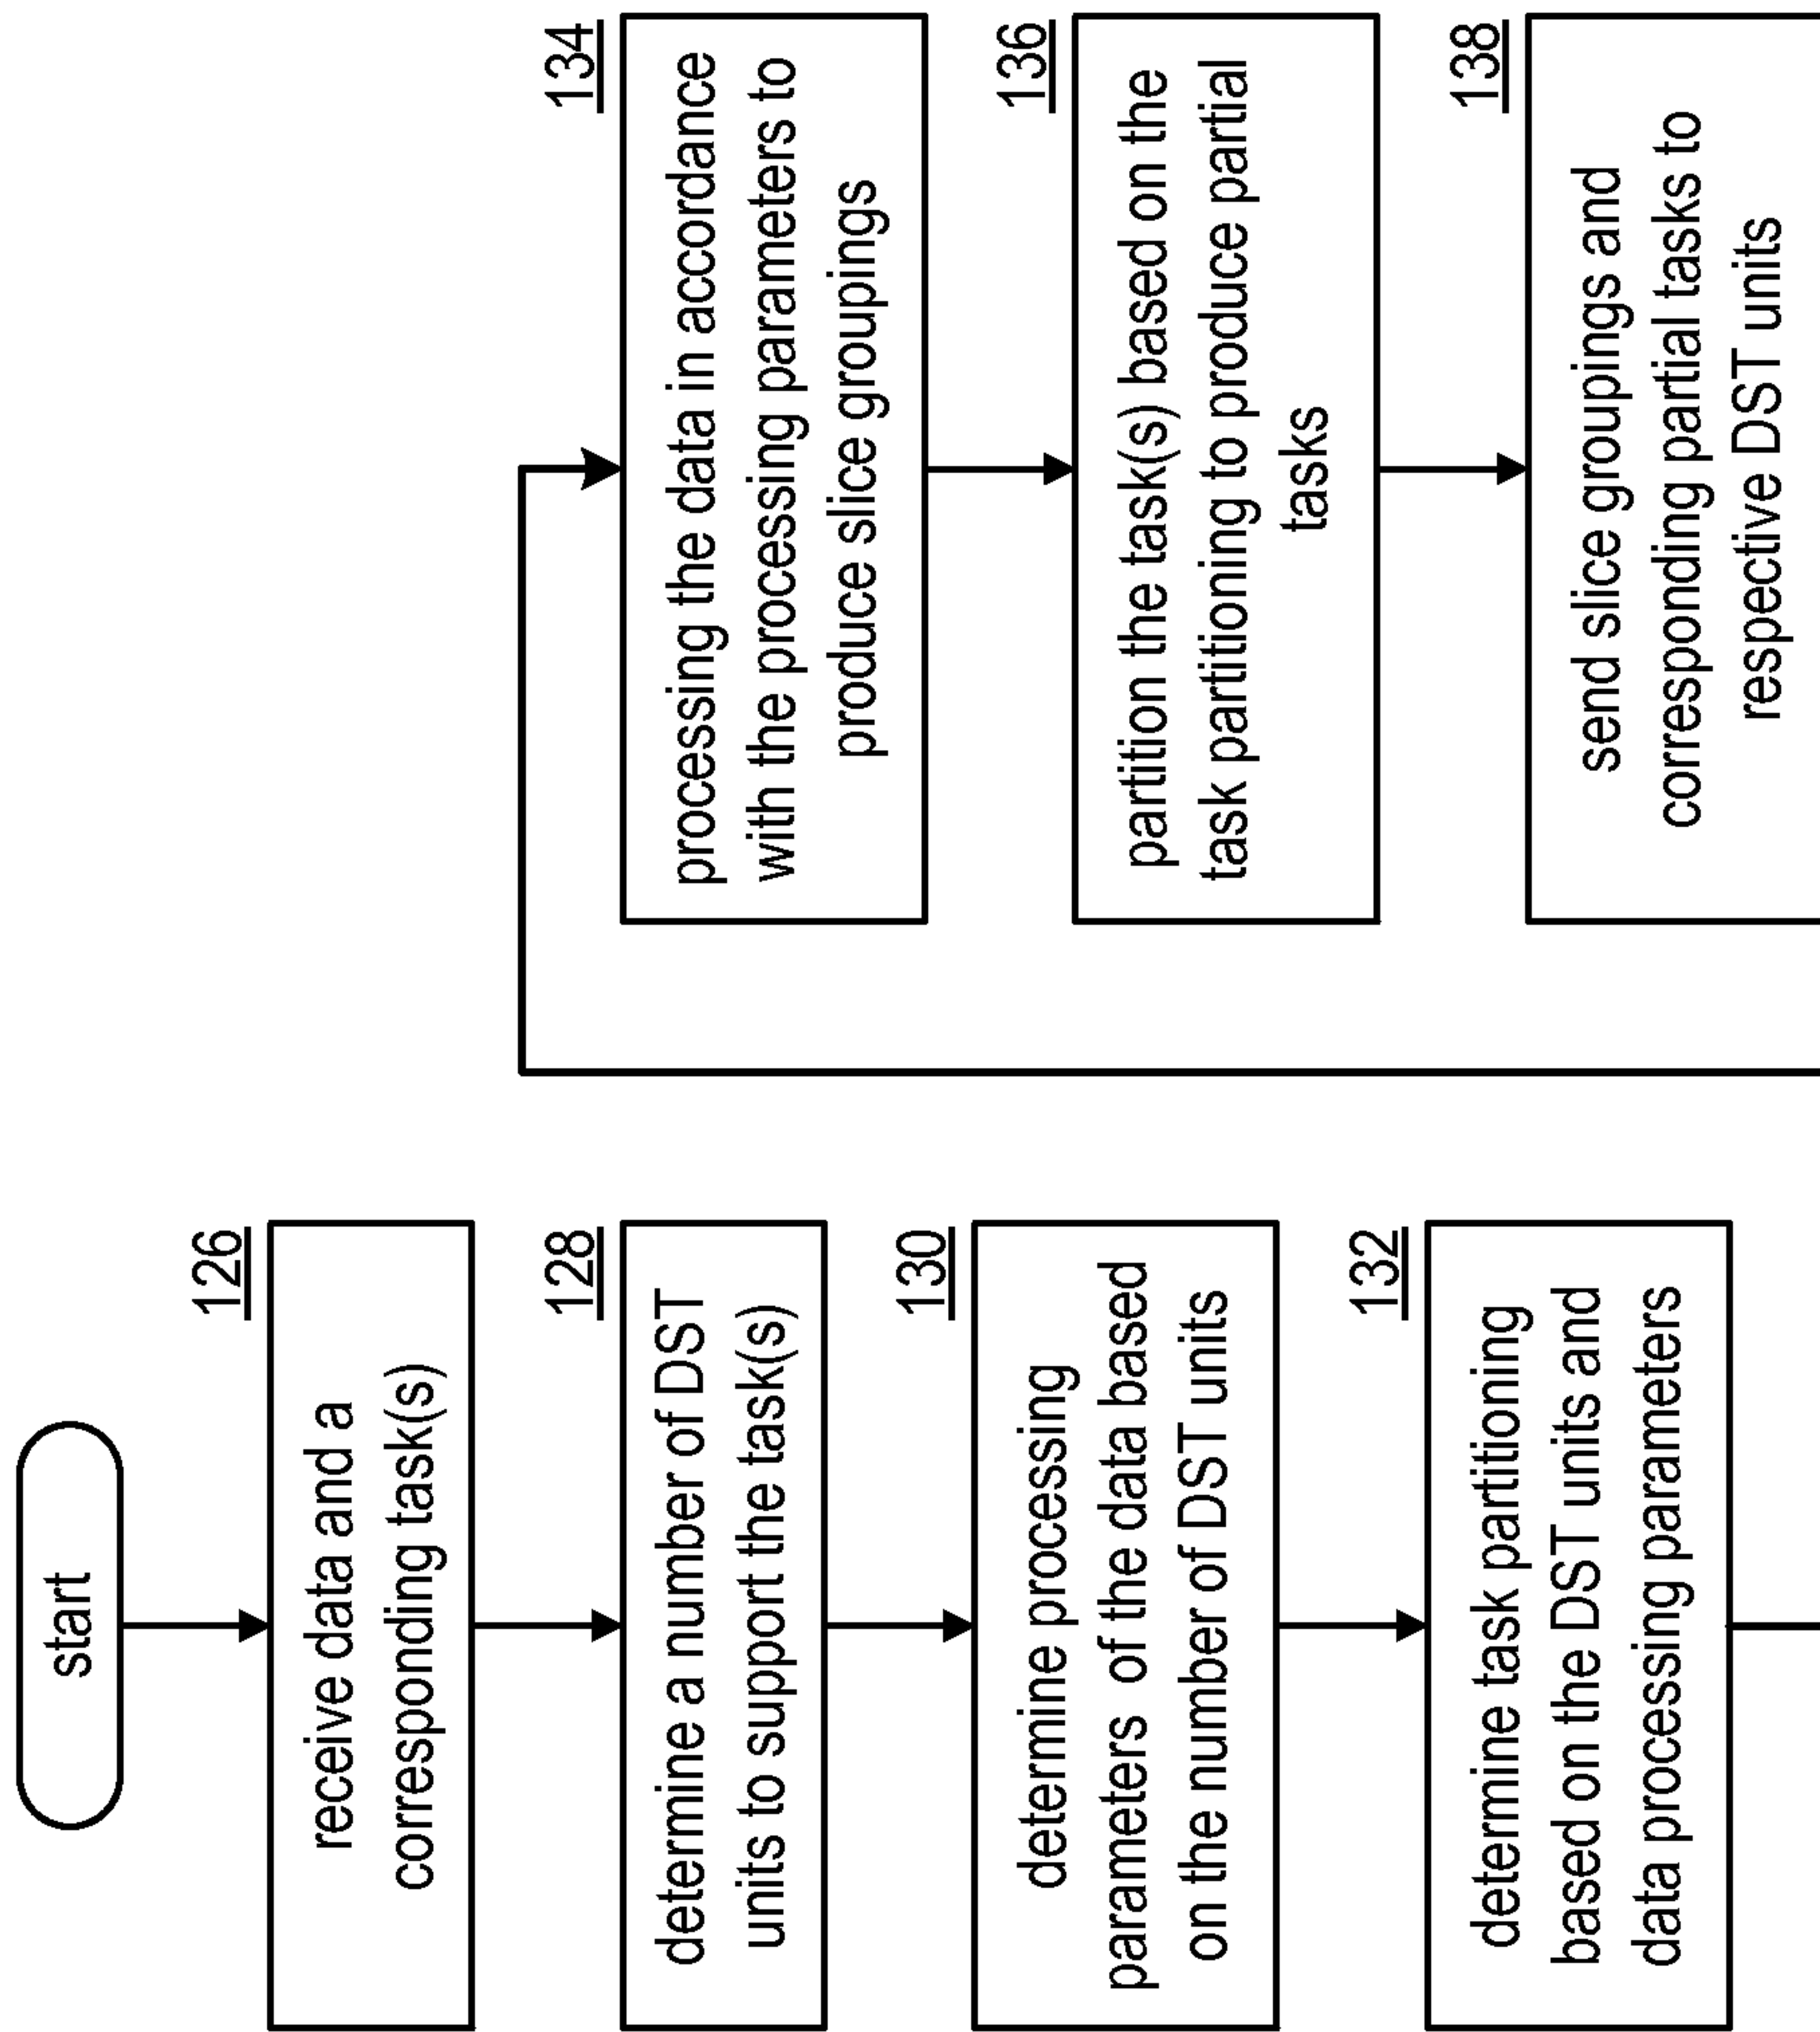 start
126
receive data and a
corresponding task(s)
128
determine a number of DST
units to support the task(s)
130
determine processing
parameters of the data based
on the number of DST units
132
determine task partitioning
based on the DST units and
data processing parameters
134
processing the data in accordance
with the processing parameters to
produce slice groupings
136
partition the task(s) based on the
task partitioning to produce partial
tasks
138
send slice groupings and
corresponding partial tasks to
respective DST units